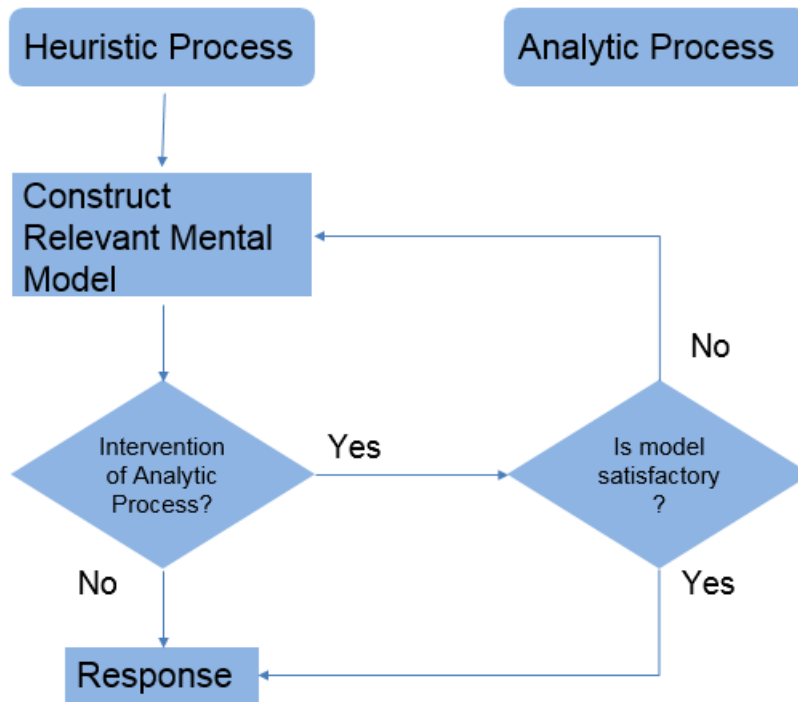 Heuristic Process
Analytic Process
Construct
Relevant Mental
Model
No
Intervention
of Analytic
Process?
Yes
Is model
satisfactory
?
No
Yes
Response